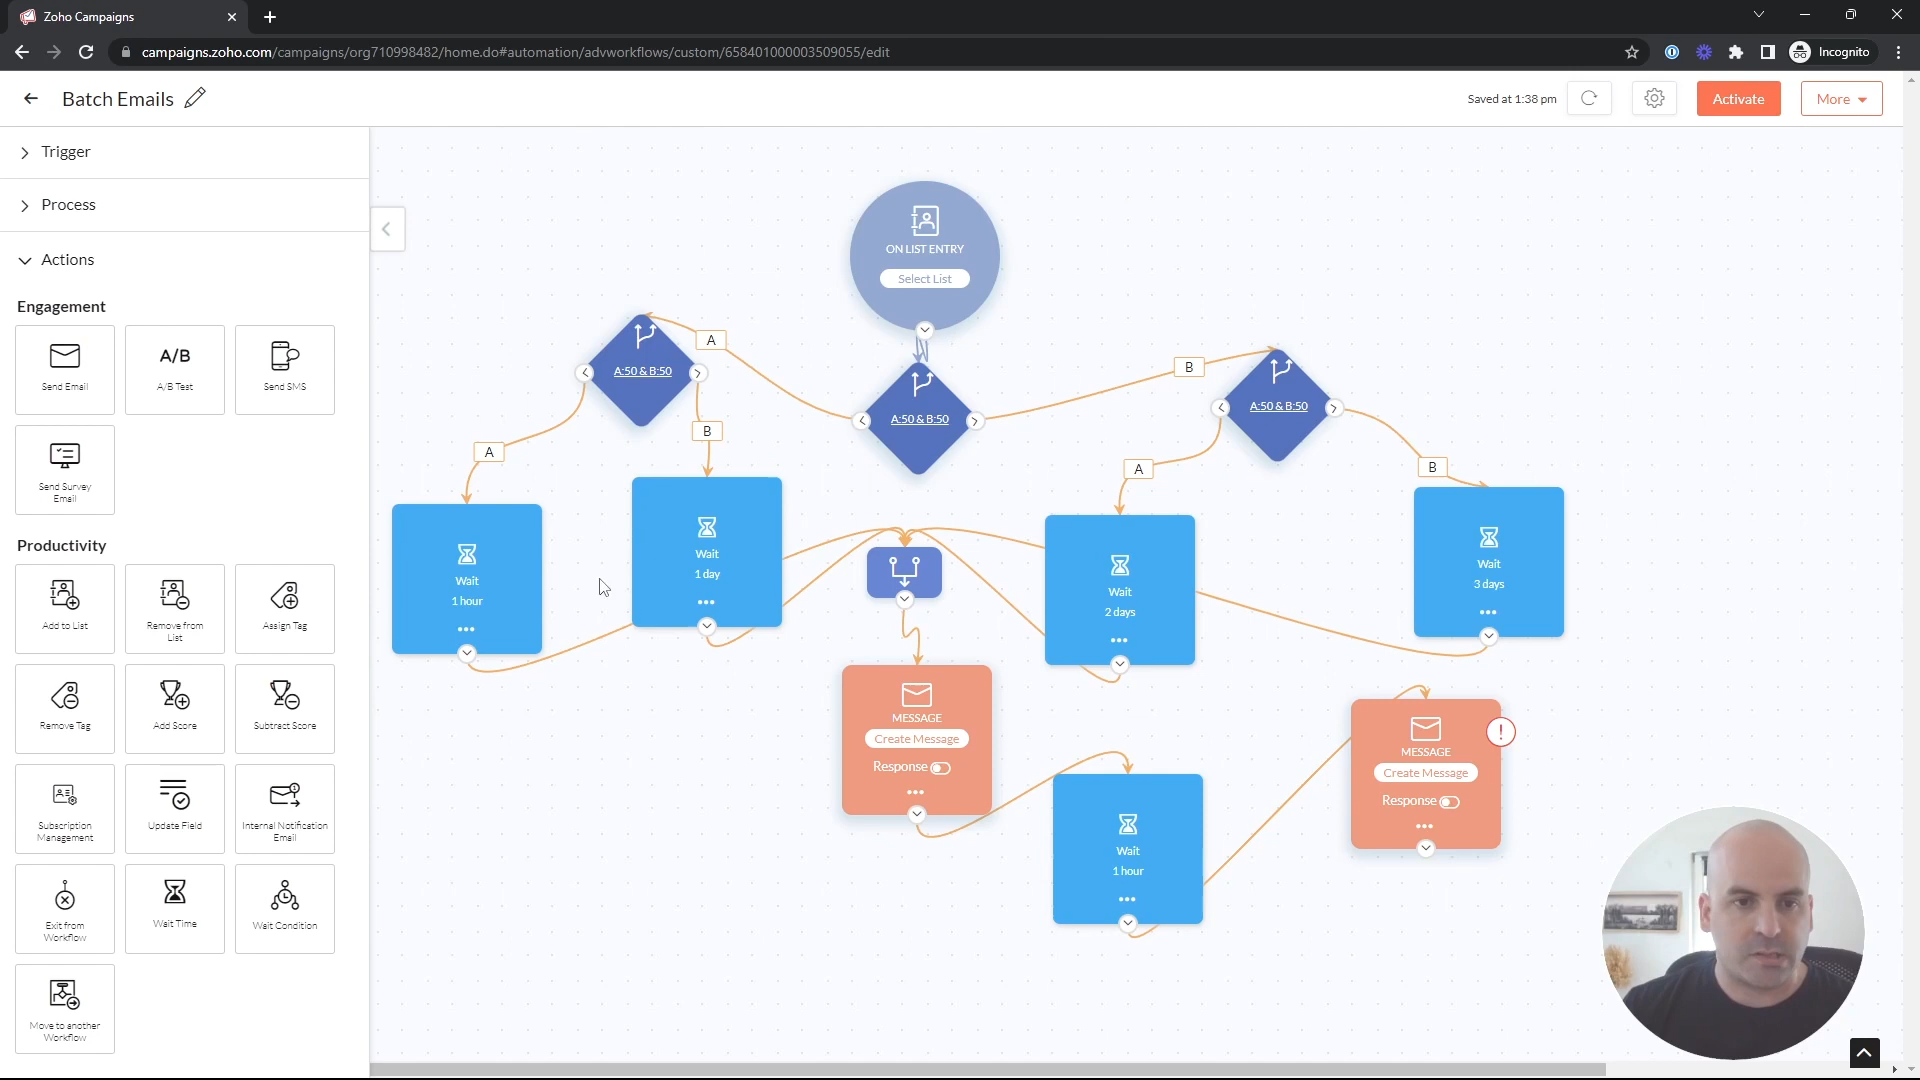 Zoho Campaigns
campaigns.zoho.com/campaigns/org710998482/home.do#automation/advworkflows/custom/658401000003509055/edit
Incognito
Batch Emails
Saved at 1:38 pm
Activate
More
Trigger
Process
Actions
Engagement
Send Email
A/B
A/B Test
Send SMS
Send Survey
Email
Productivity
Add to List
Remove from
List
Assign Tag
Remove Tag
Add Score
Subtract Score
Subscription
Management
Update Field
Internal Notification
Email
Exit from
Workflow
Wait Time
Wait Condition
Move to another
Workflow
ON LIST ENTRY
Select List
A:50 & B:50
A
B
A:50 & B:50
B
A:50 & B:50
A
A
B
Wait
1 hour
Wait
1 day
Wait
2 days
Wait
3 days
MESSAGE
Create Message
Response
Wait
1 hour
MESSAGE
Create Message
Response
!